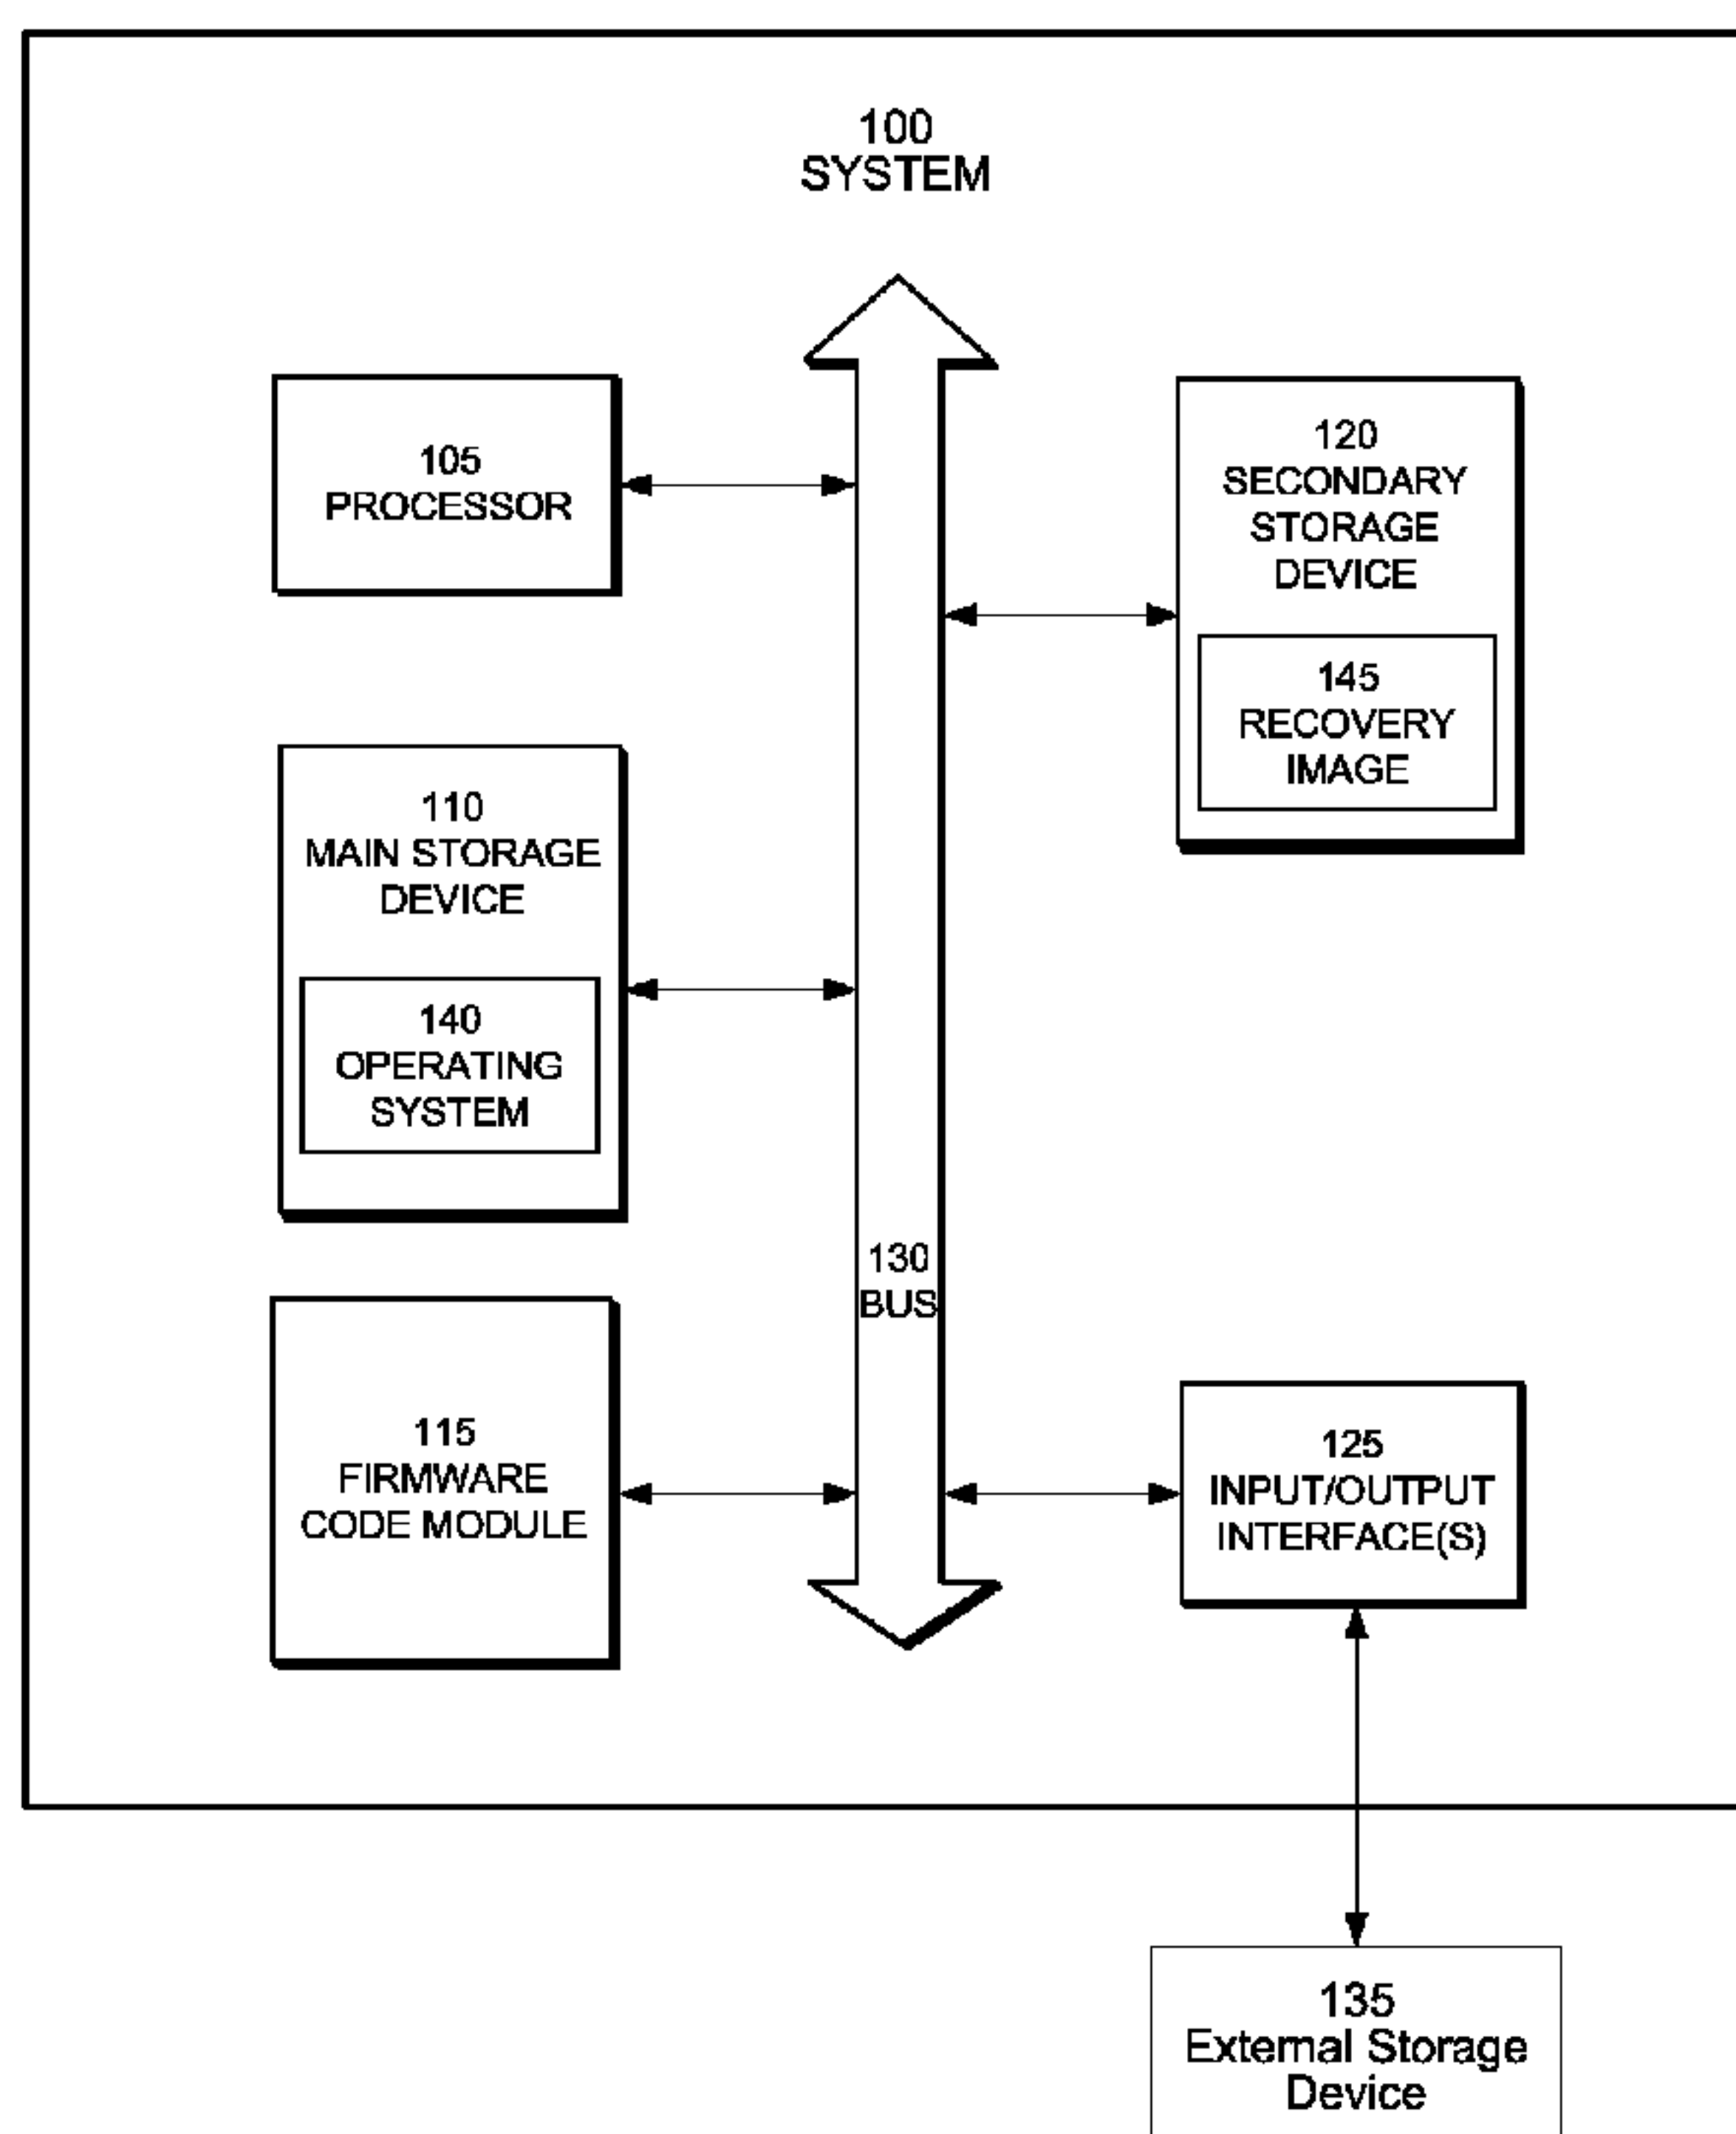 100
SYSTEM
105
PROCESSOR
120
SECONDARY
STORAGE
DEVICE
145
RECOVERY
IMAGE
110
MAIN STORAGE
DEVICE
140
OPERATING
SYSTEM
130
BUS
115
FIRMWARE
CODE MODULE
125
INPUT/OUTPUT
INTERFACE(S)
135
External Storage
Device